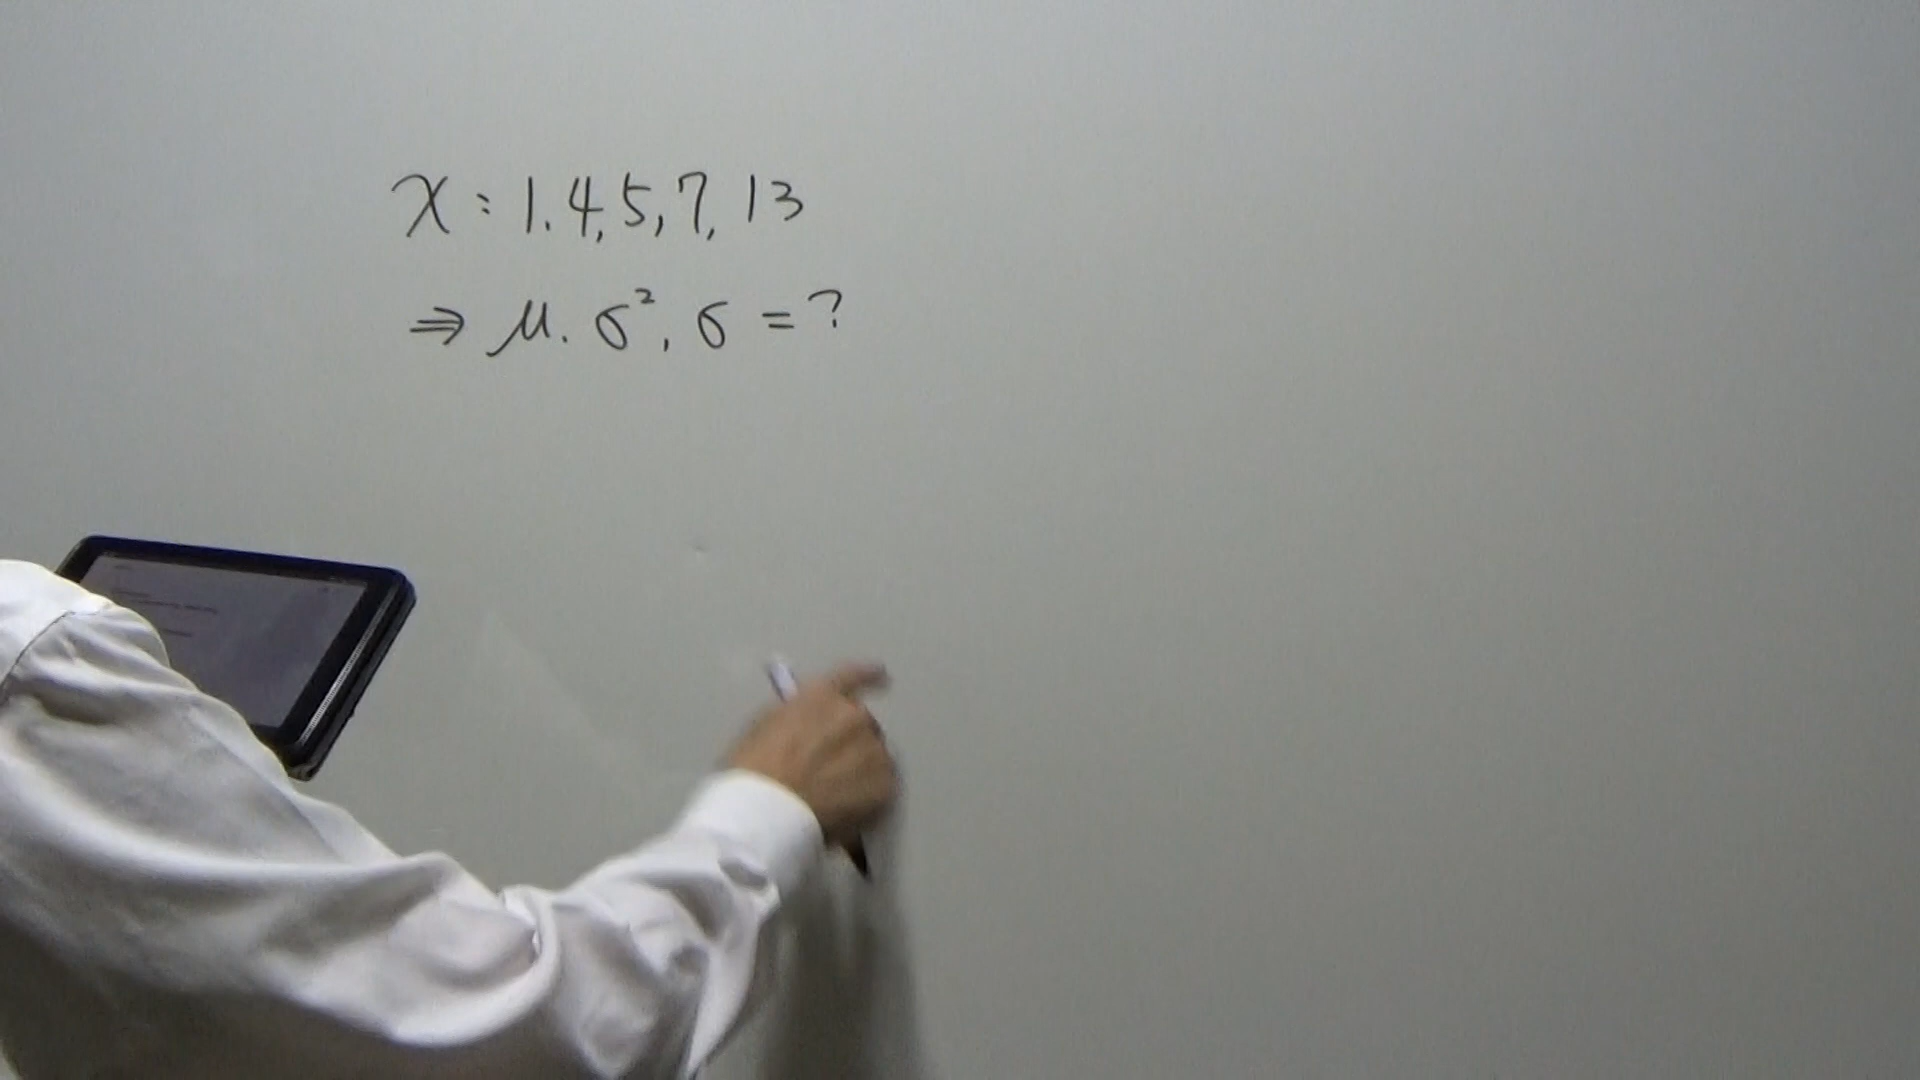 x : 1. 4, 5, 7, 13
⇒ μ. σ², σ = ?